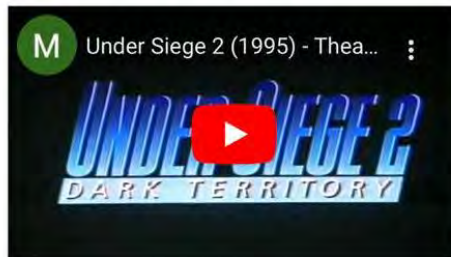 M
Under Siege 2 (1995) - Thea...
UNDER SIEGE 2
DARK TERRITORY